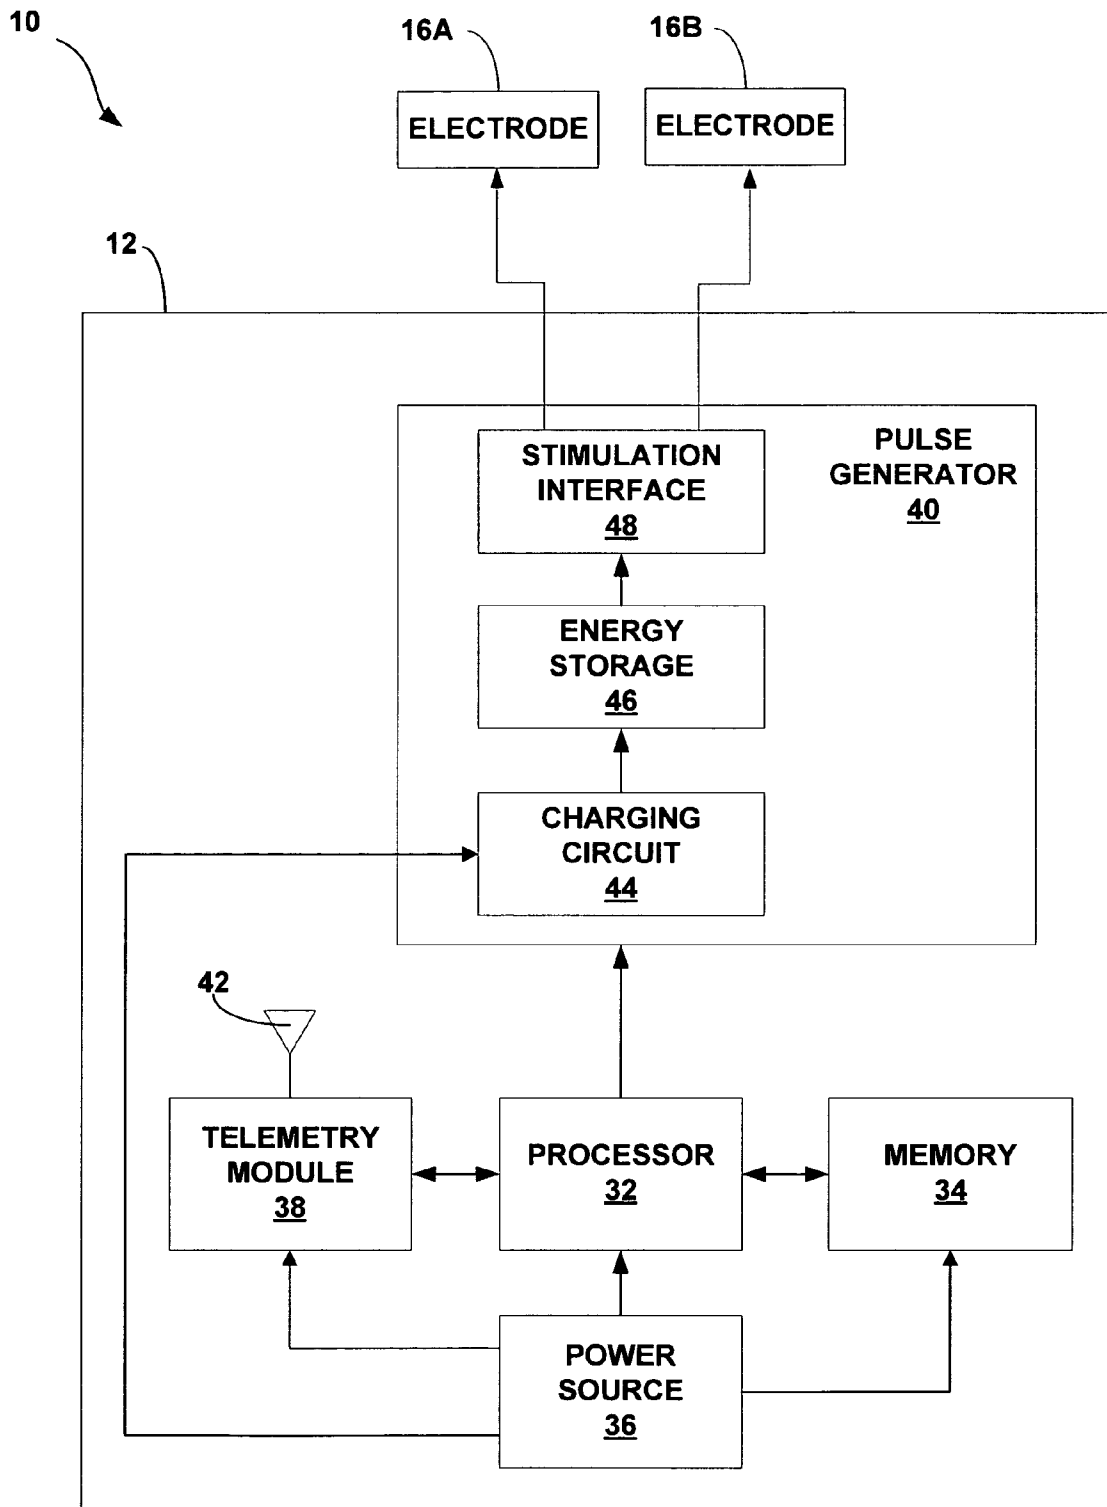 10
16A
16B
ELECTRODE
ELECTRODE
12
STIMULATION
INTERFACE
48
PULSE
GENERATOR
40
ENERGY
STORAGE
46
CHARGING
CIRCUIT
44
42
TELEMETRY
MODULE
38
PROCESSOR
32
MEMORY
34
POWER
SOURCE
36